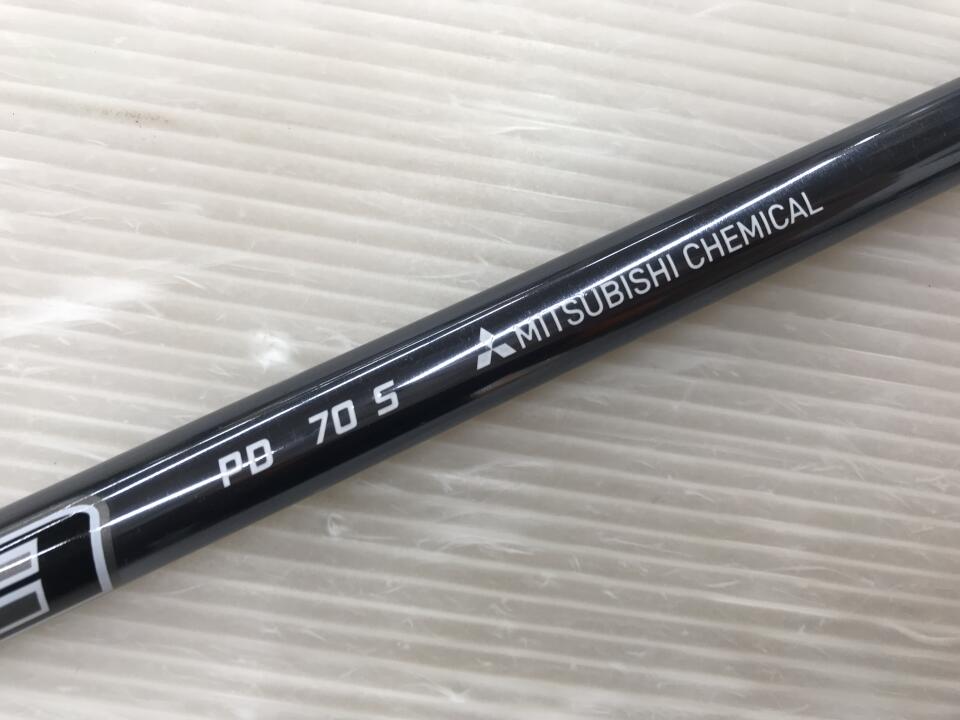 PD 70 S MITSUBISHI CHEMICAL